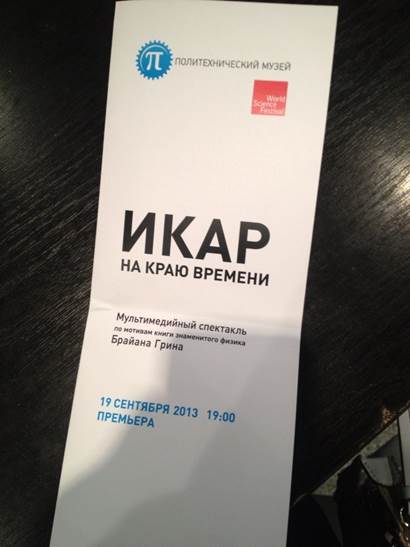 π
ПОЛИТЕХНИЧЕСКИЙ МУЗЕЙ
World
Science
Festival
ИКАР
НА КРАЮ ВРЕМЕНИ
Мультимедийный спектакль
по мотивам книги знаменитого физика
Брайана Грина
19 СЕНТЯБРЯ 2013 19:00
ПРЕМЬЕРА